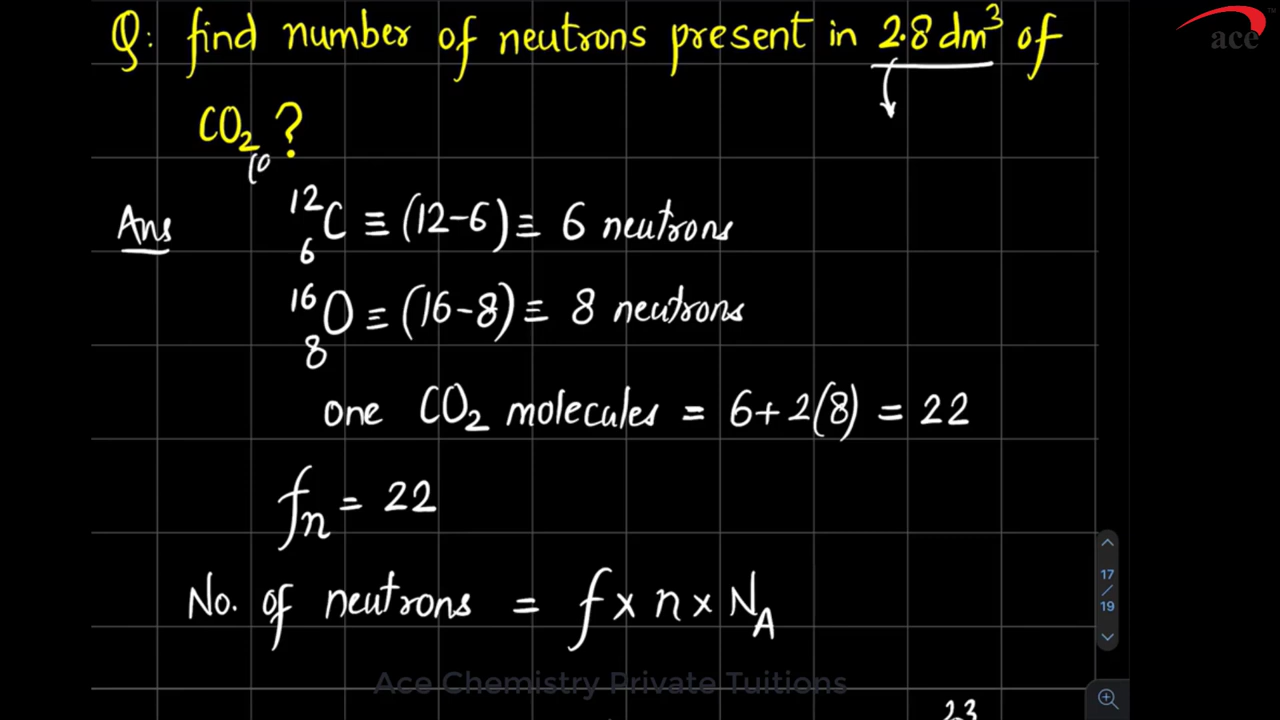 ace
Q: find number of neutrons present in 2.8 dm³ of
CO₂ ?
Ans ¹²₆C ≡ (12-6) ≡ 6 neutrons
¹⁶₈O ≡ (16-8) ≡ 8 neutrons
one CO₂ molecules = 6+2(8) = 22
fₙ = 22
No. of neutrons = f × n × N_A
17
/
19
Ace Chemistry Private Tuitions
23